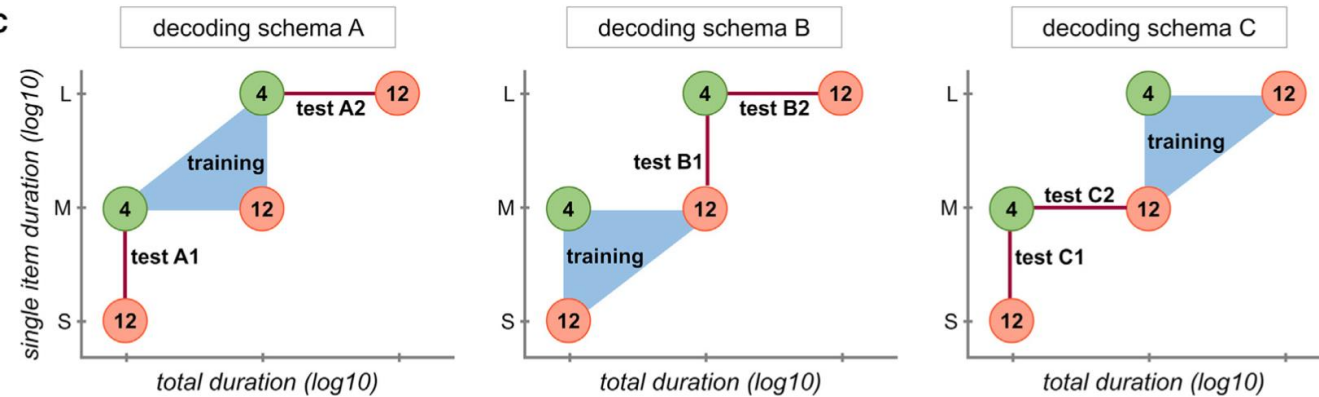 C
decoding schema A
single item duration (log10)
L
M
S
4
12
test A2
training
4
12
test A1
12
total duration (log10)
decoding schema B
L
M
S
4
12
test B2
test B1
4
12
training
12
total duration (log10)
decoding schema C
L
M
S
4
12
training
test C2
4
12
test C1
12
total duration (log10)